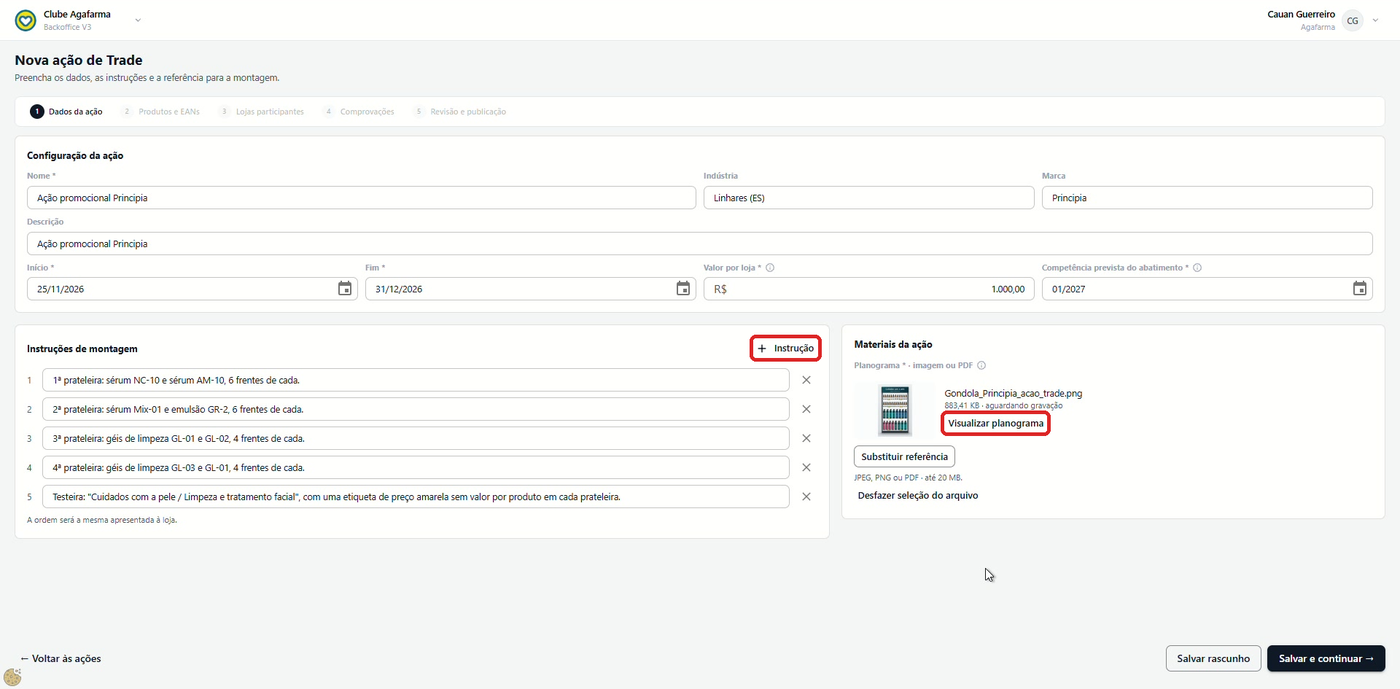 Clube Agafarma
Backoffice V3
Cauan Guerreiro
Agafarma
CG
Nova ação de Trade
Preencha os dados, as instruções e a referência para a montagem.
1 Dados da ação 2 Produtos e EANs 3 Lojas participantes 4 Comprovações 5 Revisão e publicação
Configuração da ação
Nome * Indústria Marca
Ação promocional Principia Linhares (ES) Principia
Descrição
Ação promocional Principia
Início * Fim * Valor por loja * Competência prevista do abatimento *
25/11/2026 31/12/2026 R$ 1.000,00 01/2027
Instruções de montagem
+ Instrução
1 1ª prateleira: sérum NC-10 e sérum AM-10, 6 frentes de cada.
2 2ª prateleira: sérum Mix-01 e emulsão GR-2, 6 frentes de cada.
3 3ª prateleira: géis de limpeza GL-01 e GL-02, 4 frentes de cada.
4 4ª prateleira: géis de limpeza GL-03 e GL-01, 4 frentes de cada.
5 Testeira: "Cuidados com a pele / Limpeza e tratamento facial", com uma etiqueta de preço amarela sem valor por produto em cada prateleira.
A ordem será a mesma apresentada à loja.
Materiais da ação
Planograma * - imagem ou PDF
Gondola_Principia_acao_trade.png
883,41 KB · aguardando gravação
Visualizar planograma
Substituir referência
JPEG, PNG ou PDF - até 20 MB.
Desfazer seleção do arquivo
← Voltar às ações
Salvar rascunho
Salvar e continuar →